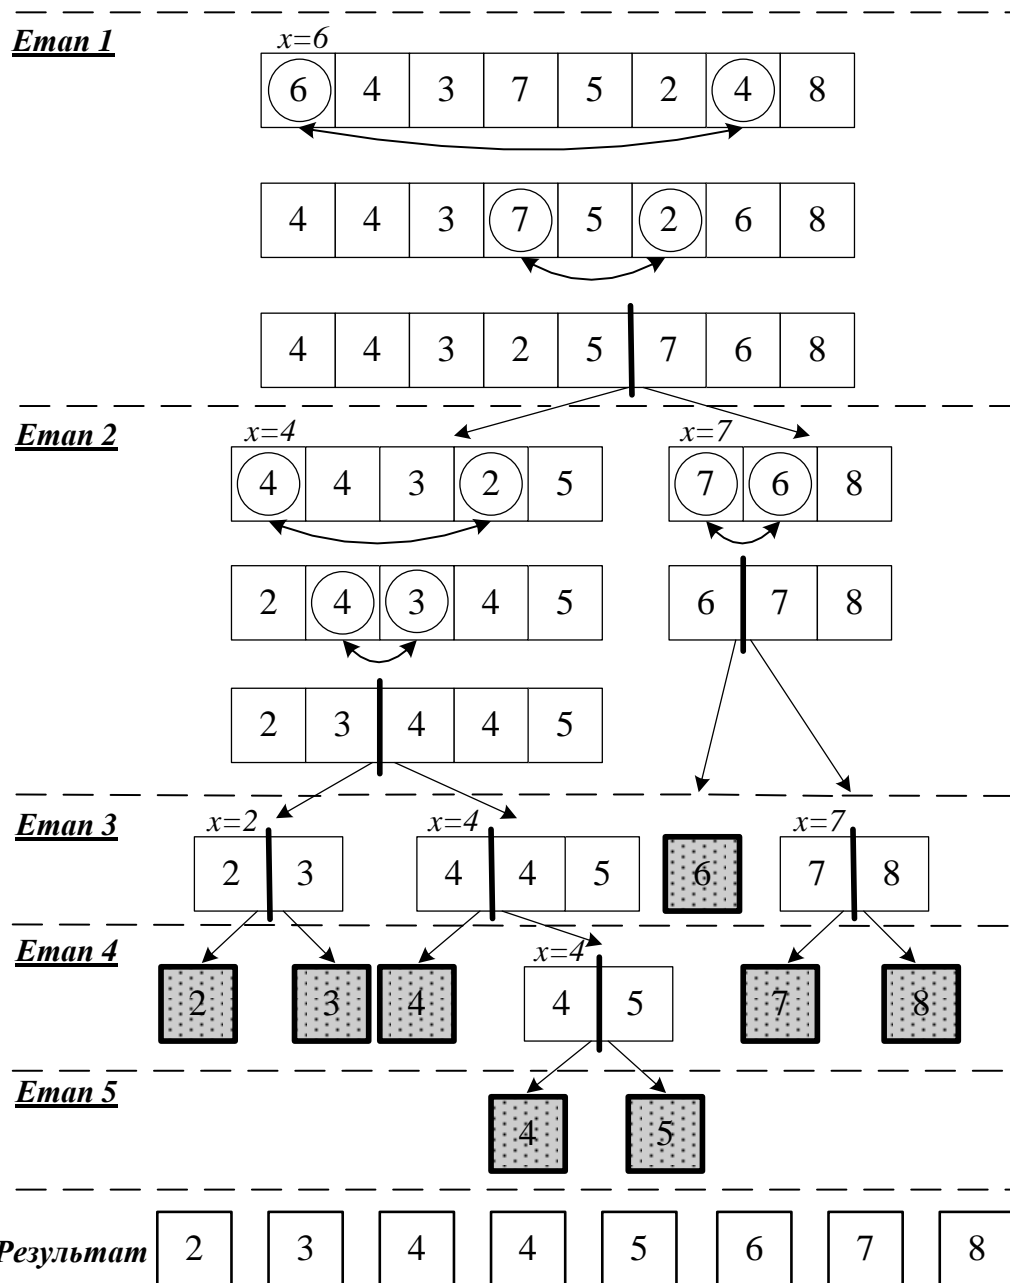 Етап 1
x=6
6 4 3 7 5 2 4 8
4 4 3 7 5 2 6 8
4 4 3 2 5 7 6 8
Етап 2
x=4 x=7
4 4 3 2 5 7 6 8
2 4 3 4 5 6 7 8
2 3 4 4 5
Етап 3
x=2 x=4 x=7
2 3 4 4 5 6 7 8
Етап 4
x=4
2 3 4 4 5 7 8
Етап 5
4 5
Результат 2 3 4 4 5 6 7 8